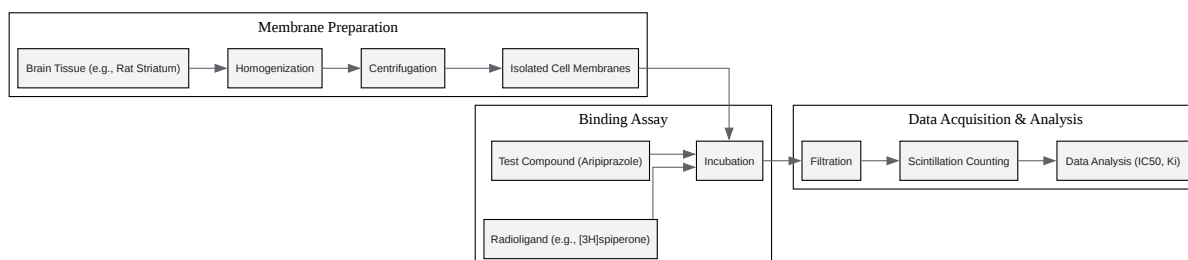 Membrane Preparation
Brain Tissue (e.g., Rat Striatum)
Homogenization
Centrifugation
Isolated Cell Membranes
Binding Assay
Test Compound (Aripiprazole)
Incubation
Radioligand (e.g., [3H]spiperone)
Data Acquisition & Analysis
Filtration
Scintillation Counting
Data Analysis (IC50, Ki)